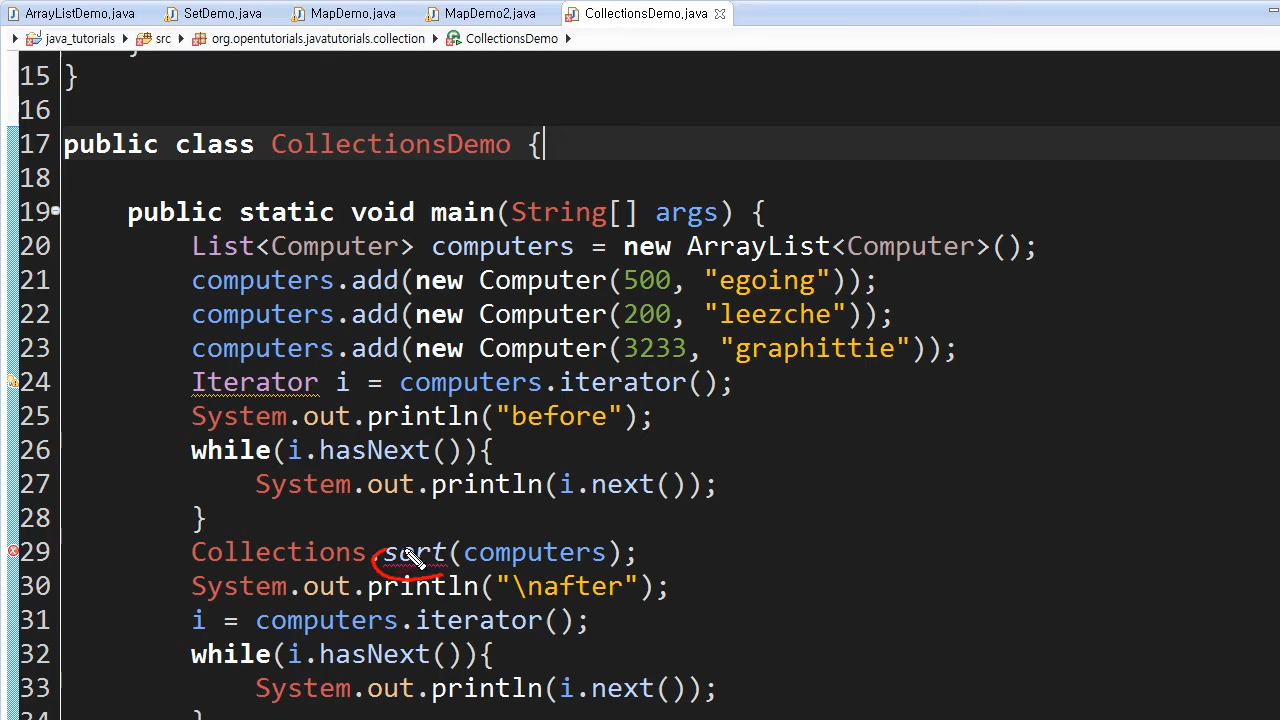 ArrayListDemo.java SetDemo.java MapDemo.java MapDemo2.java CollectionsDemo.java
java_tutorials src org.opentutorials.javatutorials.collection CollectionsDemo
15 }
16
17 public class CollectionsDemo {
18
19 public static void main(String[] args) {
20 List<Computer> computers = new ArrayList<Computer>();
21 computers.add(new Computer(500, "egoing"));
22 computers.add(new Computer(200, "leezche"));
23 computers.add(new Computer(3233, "graphittie"));
24 Iterator i = computers.iterator();
25 System.out.println("before");
26 while(i.hasNext()){
27 System.out.println(i.next());
28 }
29 Collections.sort(computers);
30 System.out.println("\nafter");
31 i = computers.iterator();
32 while(i.hasNext()){
33 System.out.println(i.next());